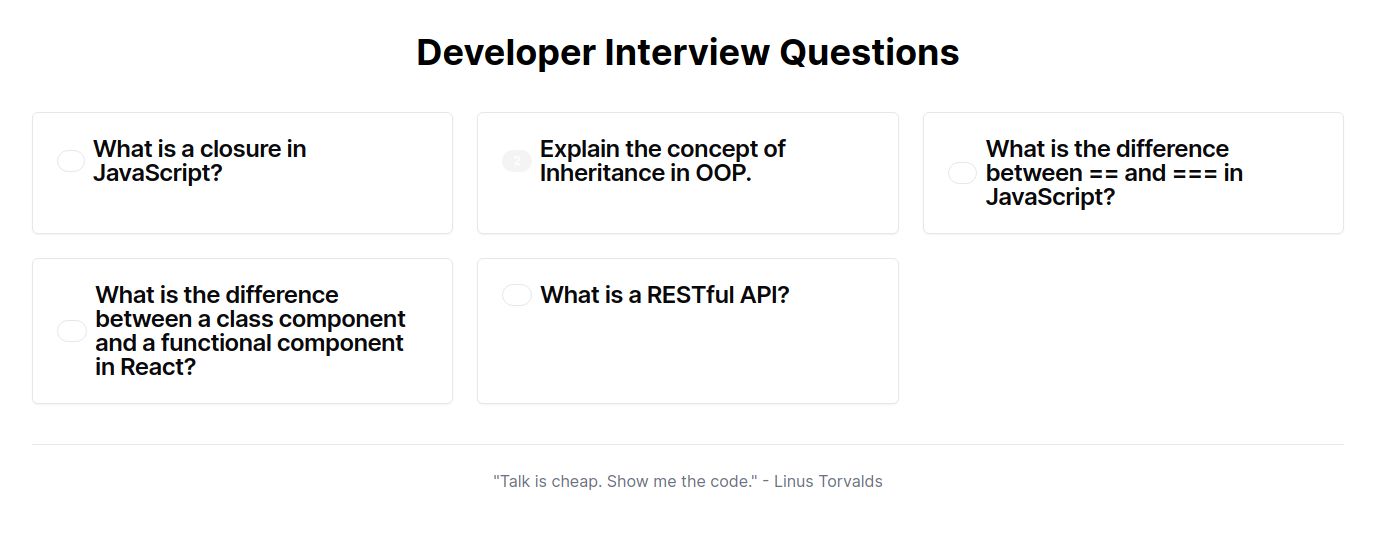 Developer Interview Questions
What is a closure in
JavaScript?
2
Explain the concept of
Inheritance in OOP.
What is the difference
between == and === in
JavaScript?
What is the difference
between a class component
and a functional component
in React?
What is a RESTful API?
"Talk is cheap. Show me the code." - Linus Torvalds